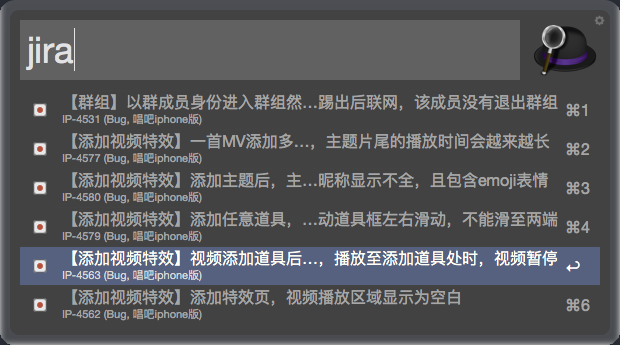 jira
【群组】以群成员身份进入群组然...踢出后联网，该成员没有退出群组
IP-4531 (Bug, 唱吧iphone版)
⌘1
【添加视频特效】一首MV添加多...，主题片尾的播放时间会越来越长
IP-4577 (Bug, 唱吧iphone版)
⌘2
【添加视频特效】添加主题后，主...昵称显示不全，且包含emoji表情
IP-4580 (Bug, 唱吧iphone版)
⌘3
【添加视频特效】添加任意道具，...动道具框左右滑动，不能滑至两端
IP-4579 (Bug, 唱吧iphone版)
⌘4
【添加视频特效】视频添加道具后...，播放至添加道具处时，视频暂停
IP-4563 (Bug, 唱吧iphone版)
↩
【添加视频特效】添加特效页，视频播放区域显示为空白
IP-4562 (Bug, 唱吧iphone版)
⌘6